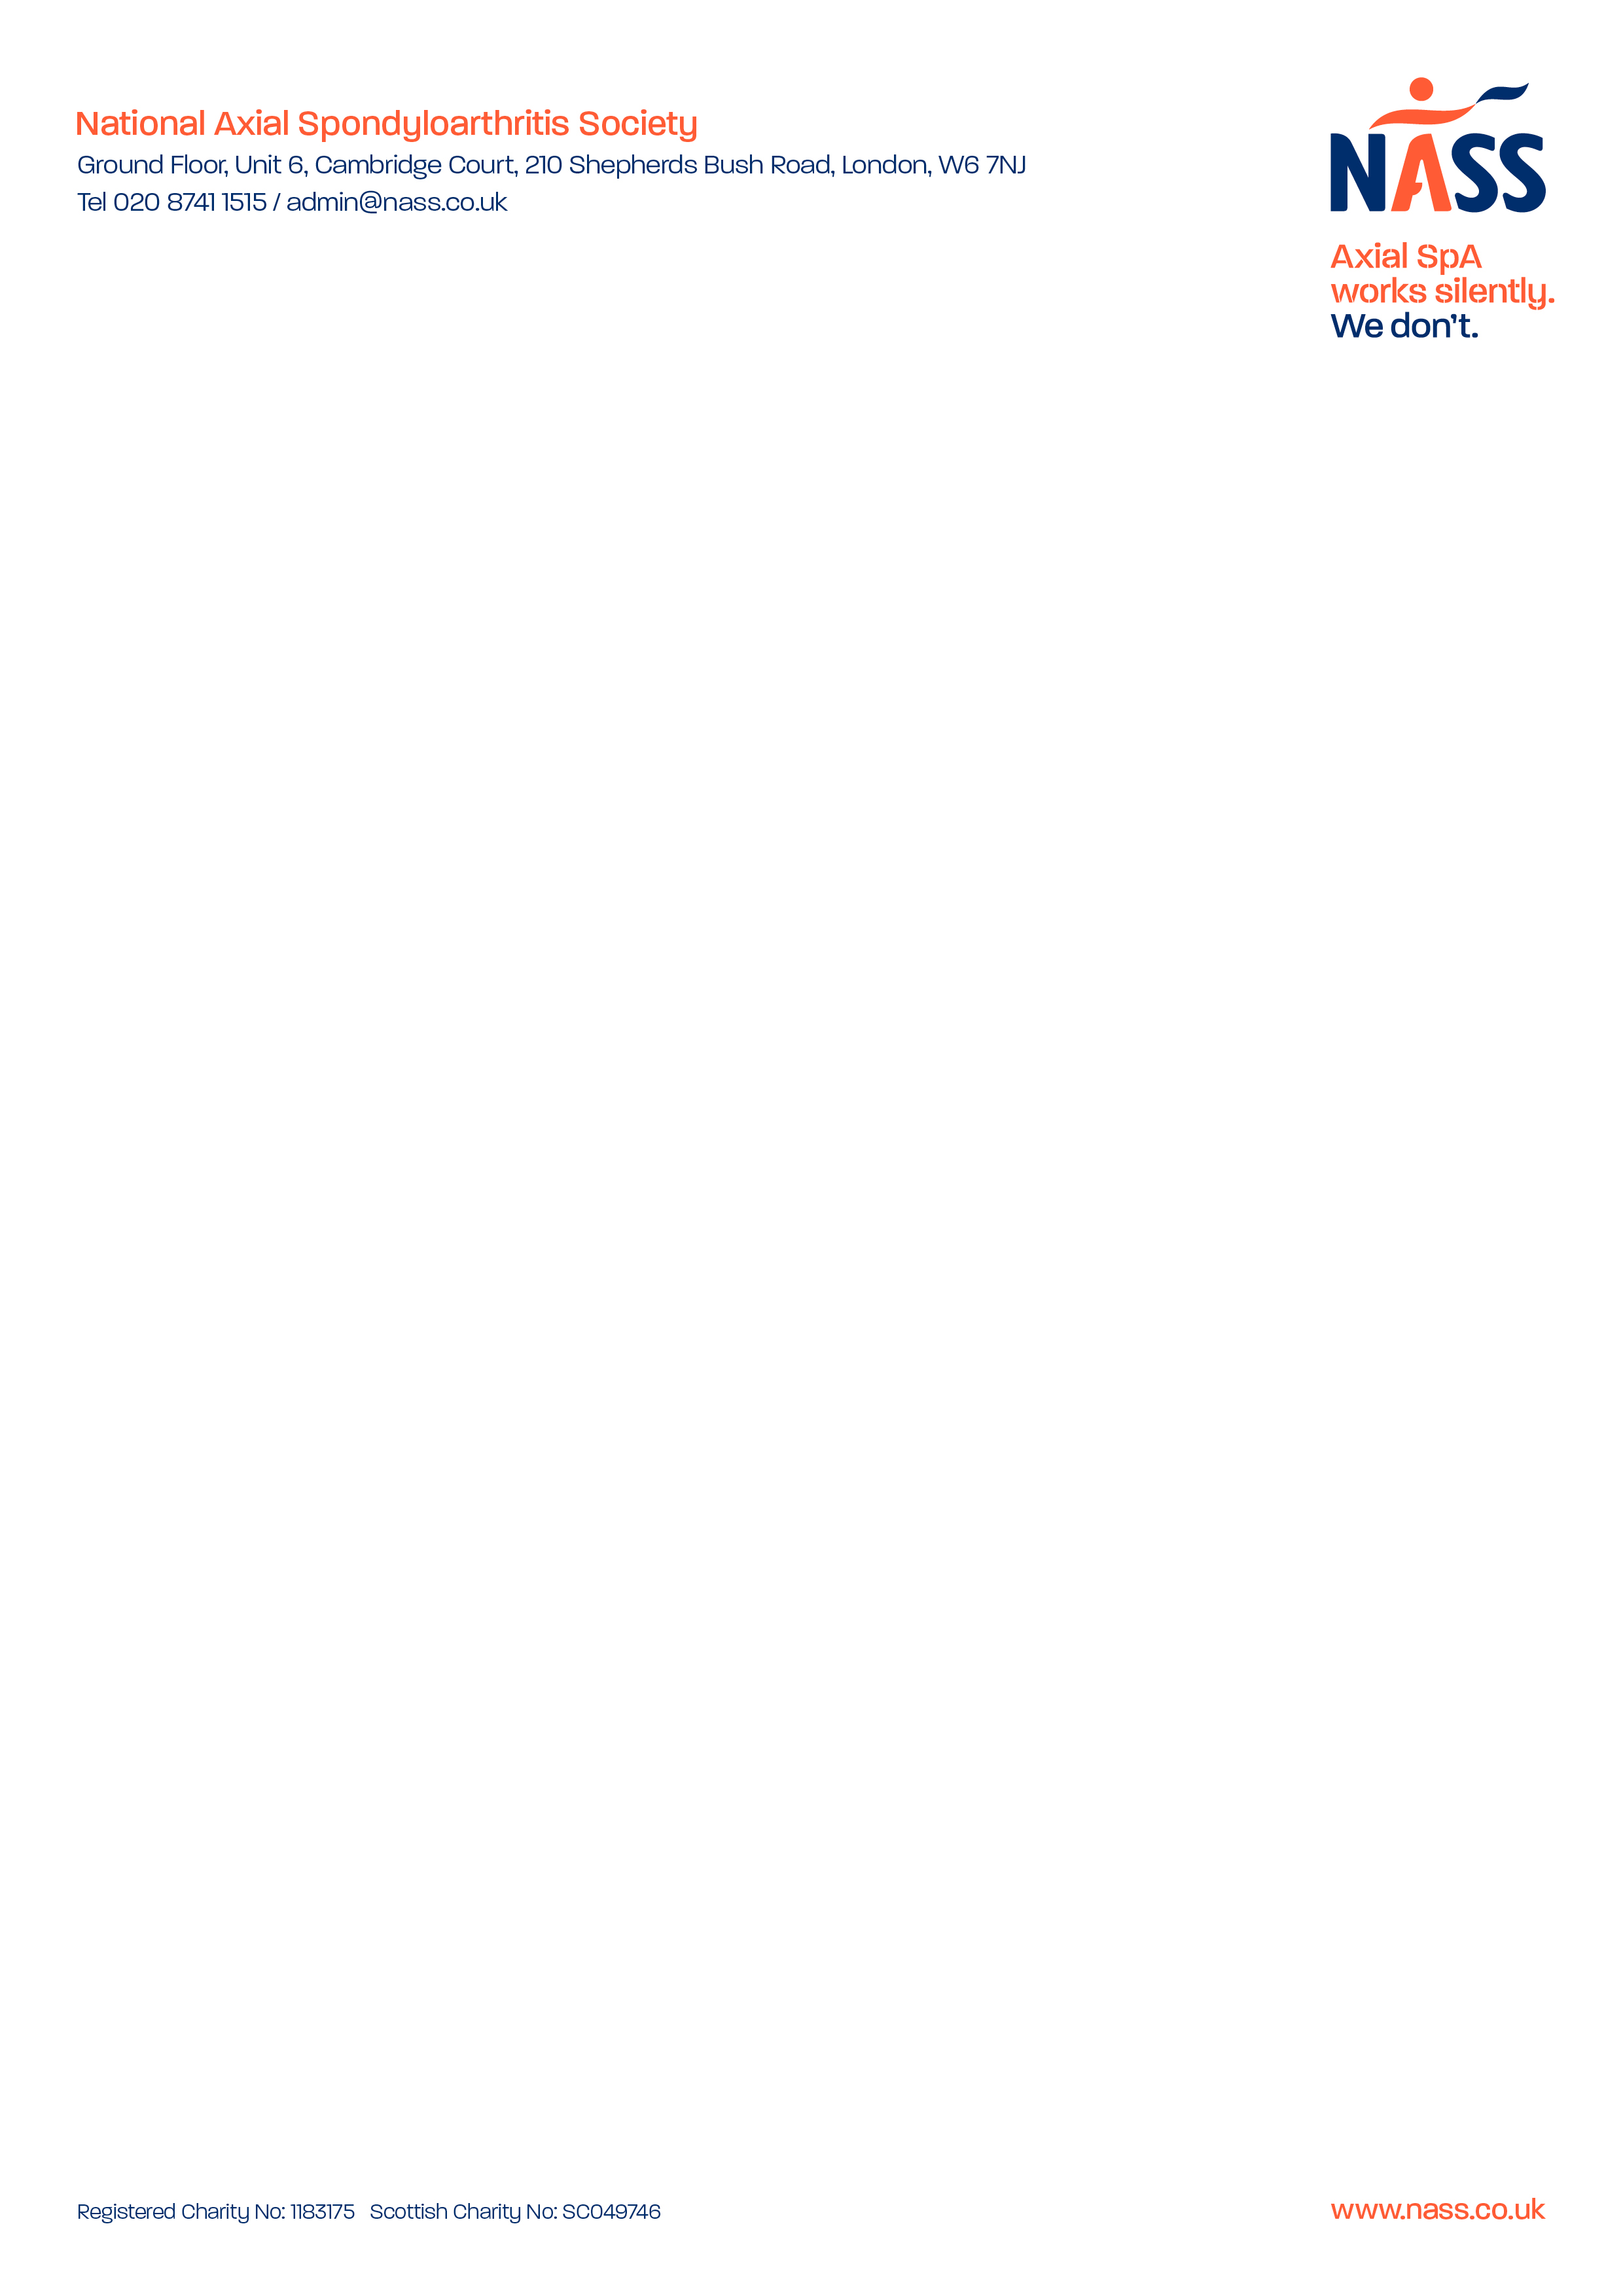 National Axial Spondyloarthritis Society
Ground Floor, Unit 6, Cambridge Court, 210 Shepherds Bush Road, London, W6 7NJ
Tel 020 8741 1515 / admin@nass.co.uk
NASS
Axial SpA
works silently.
We don’t.
Registered Charity No: 1183175 Scottish Charity No: SC049746
www.nass.co.uk